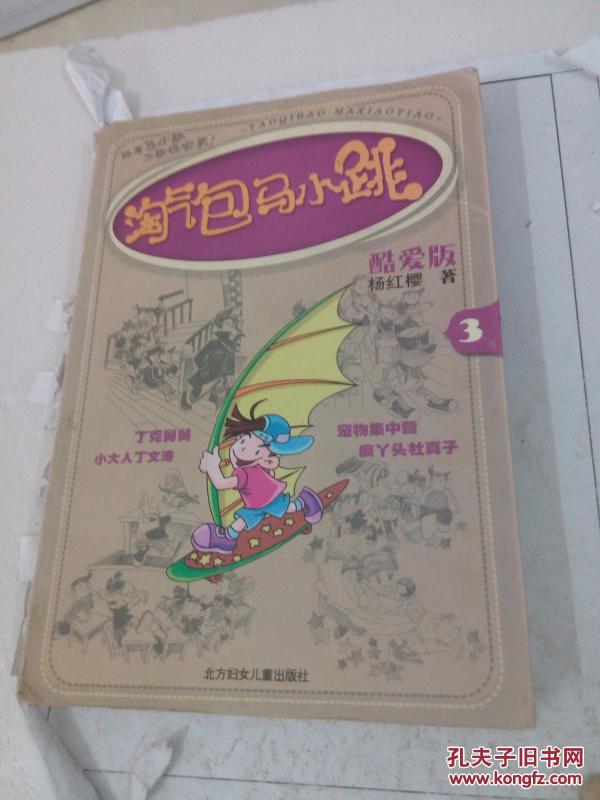 ~TAOQIBAO MAXIAOTIAO~
淘气包马小跳
酷爱版
杨红樱 著
3
丁克舅舅
小大人丁文涛
宠物集中营
疯丫头杜真子
北方妇女儿童出版社
孔夫子旧书网
www.kongfz.com